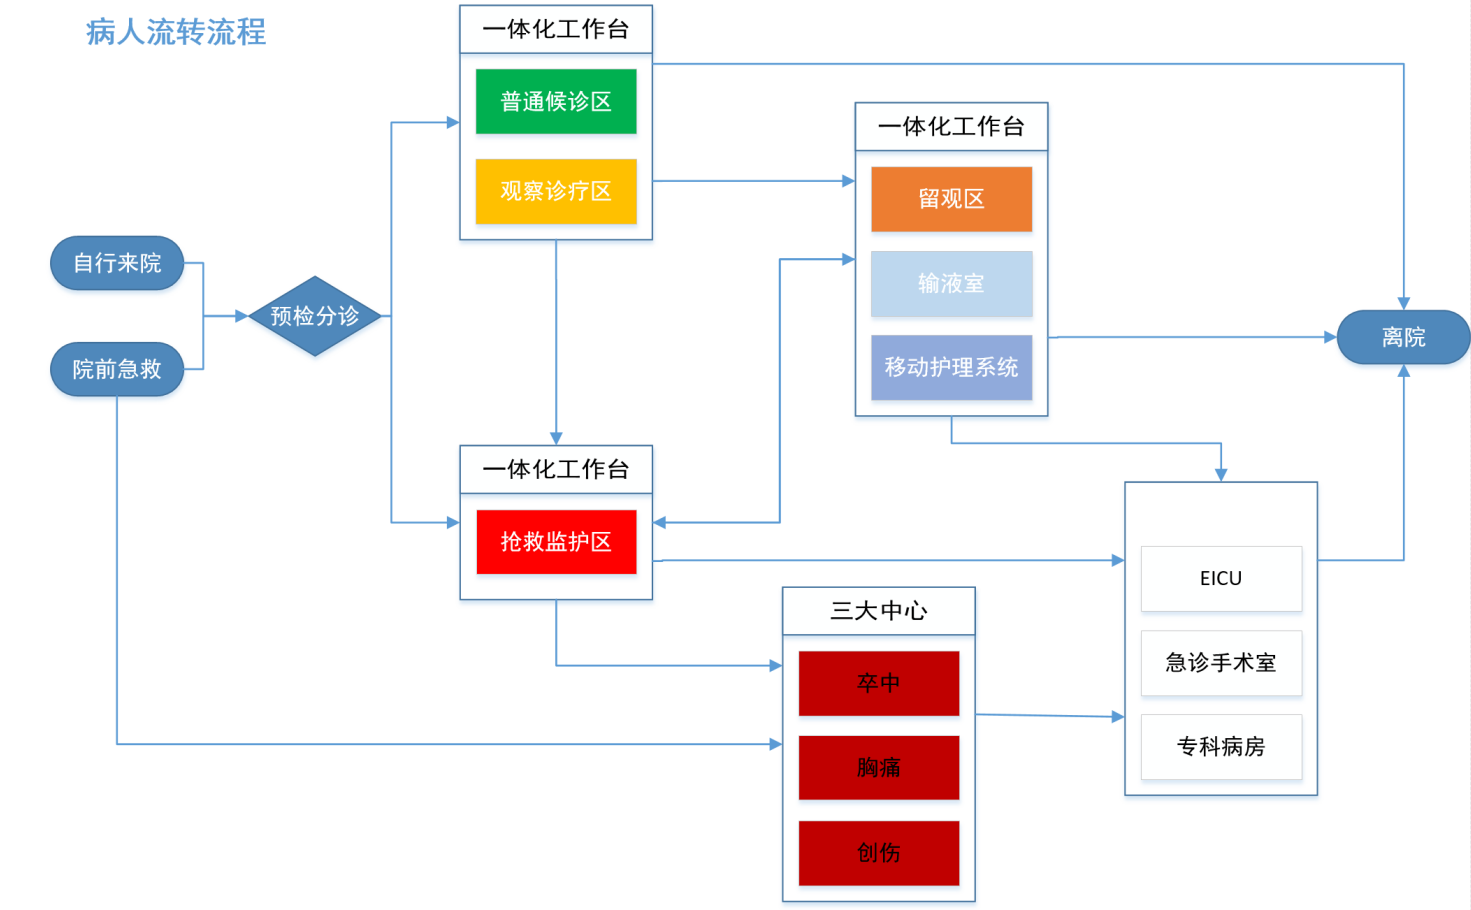 病人流转流程
一体化工作台
普通候诊区
观察诊疗区
一体化工作台
留观区
输液室
移动护理系统
自行来院
院前急救
预检分诊
离院
一体化工作台
抢救监护区
三大中心
卒中
胸痛
创伤
EICU
急诊手术室
专科病房